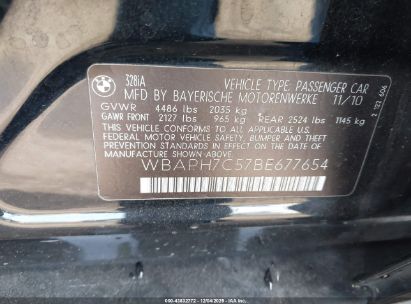 BMW
328iA
VEHICLE TYPE PASSENGER CAR
MFD BY BAYERISCHE MOTORENWERKE 11/10
GVWR 4486 lbs 2035 kg
GAWR FRONT 2127 lbs 965 kg REAR 2524 lbs 1145 kg
THIS VEHICLE CONFORMS TO ALL APPLICABLE
FEDERAL MOTOR VEHICLE SAFETY, BUMPER,
AND THEFT PREVENTION STANDARDS IN EFFECT
ON THE DATE OF MANUFACTURE SHOWN ABOVE.
WBAPH7C57BE677654